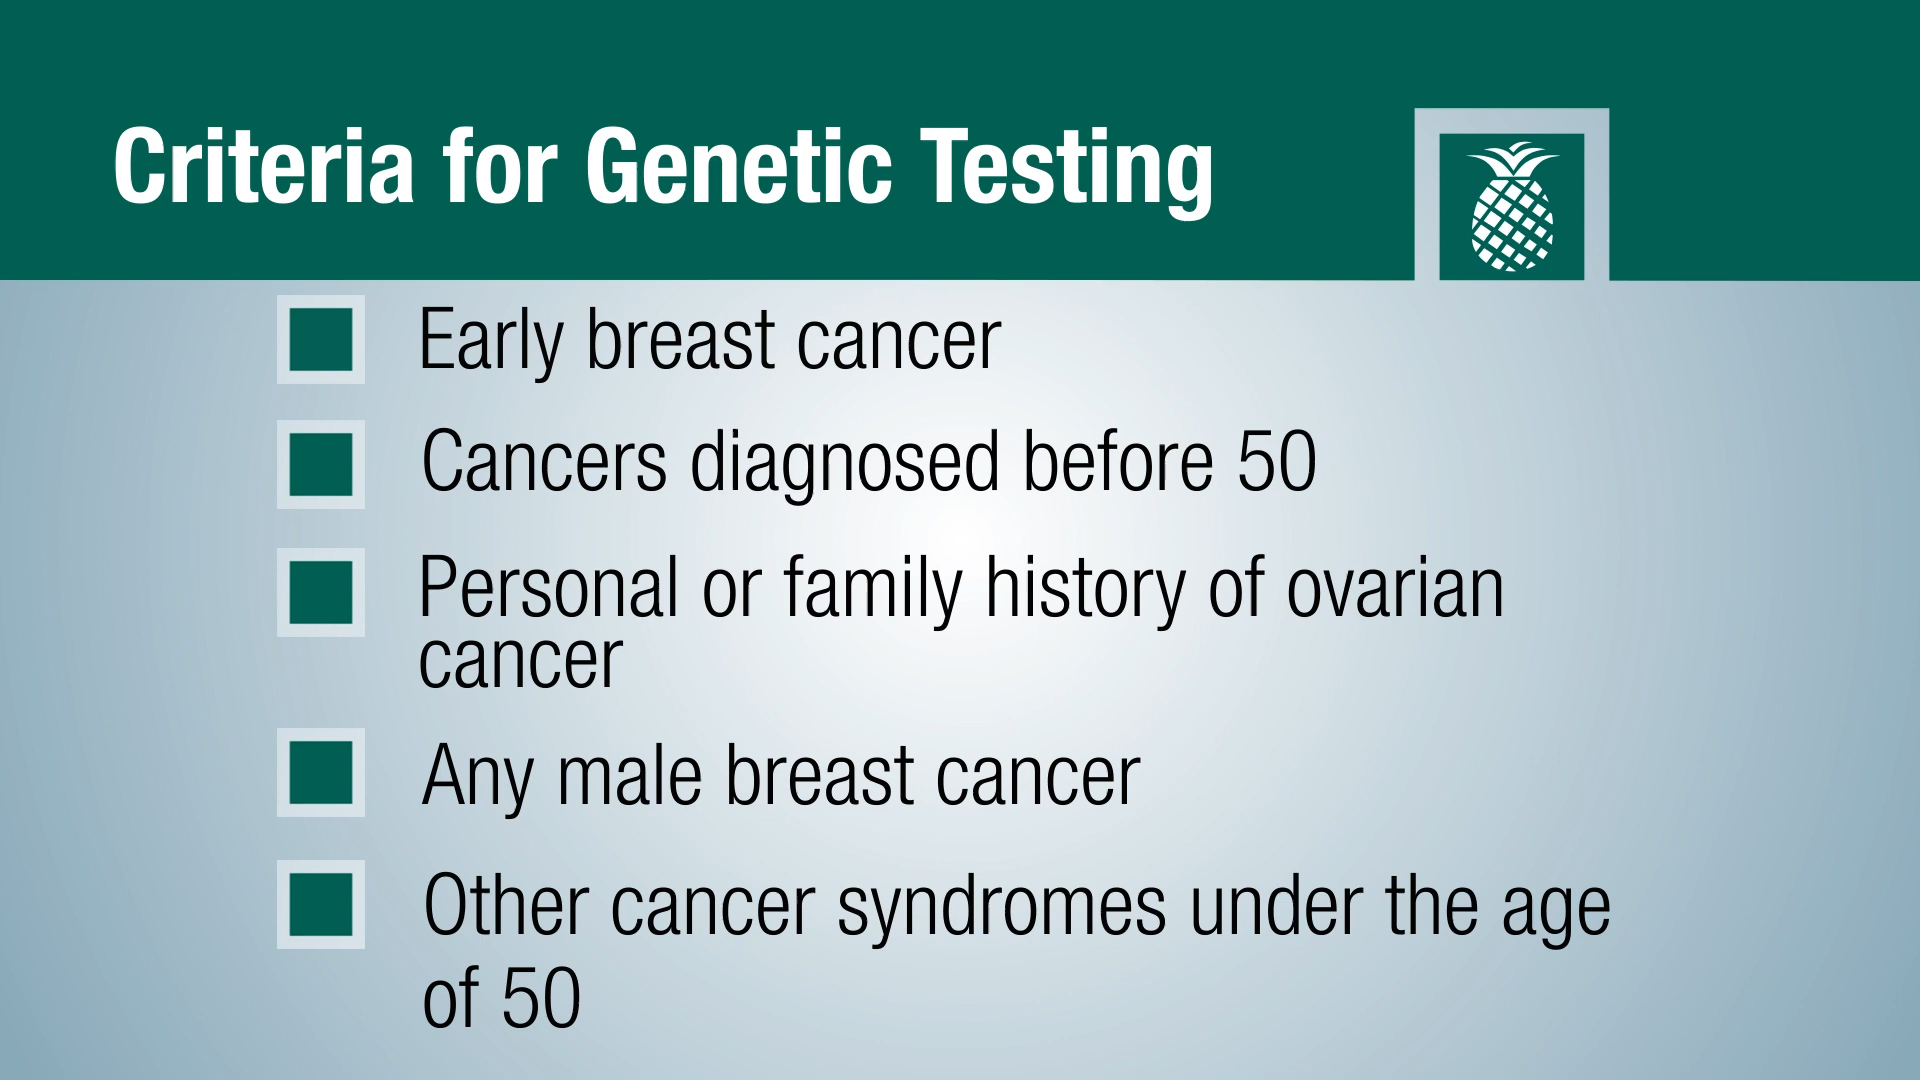 Criteria for Genetic Testing
Early breast cancer
Cancers diagnosed before 50
Personal or family history of ovarian
cancer
Any male breast cancer
Other cancer syndromes under the age
of 50